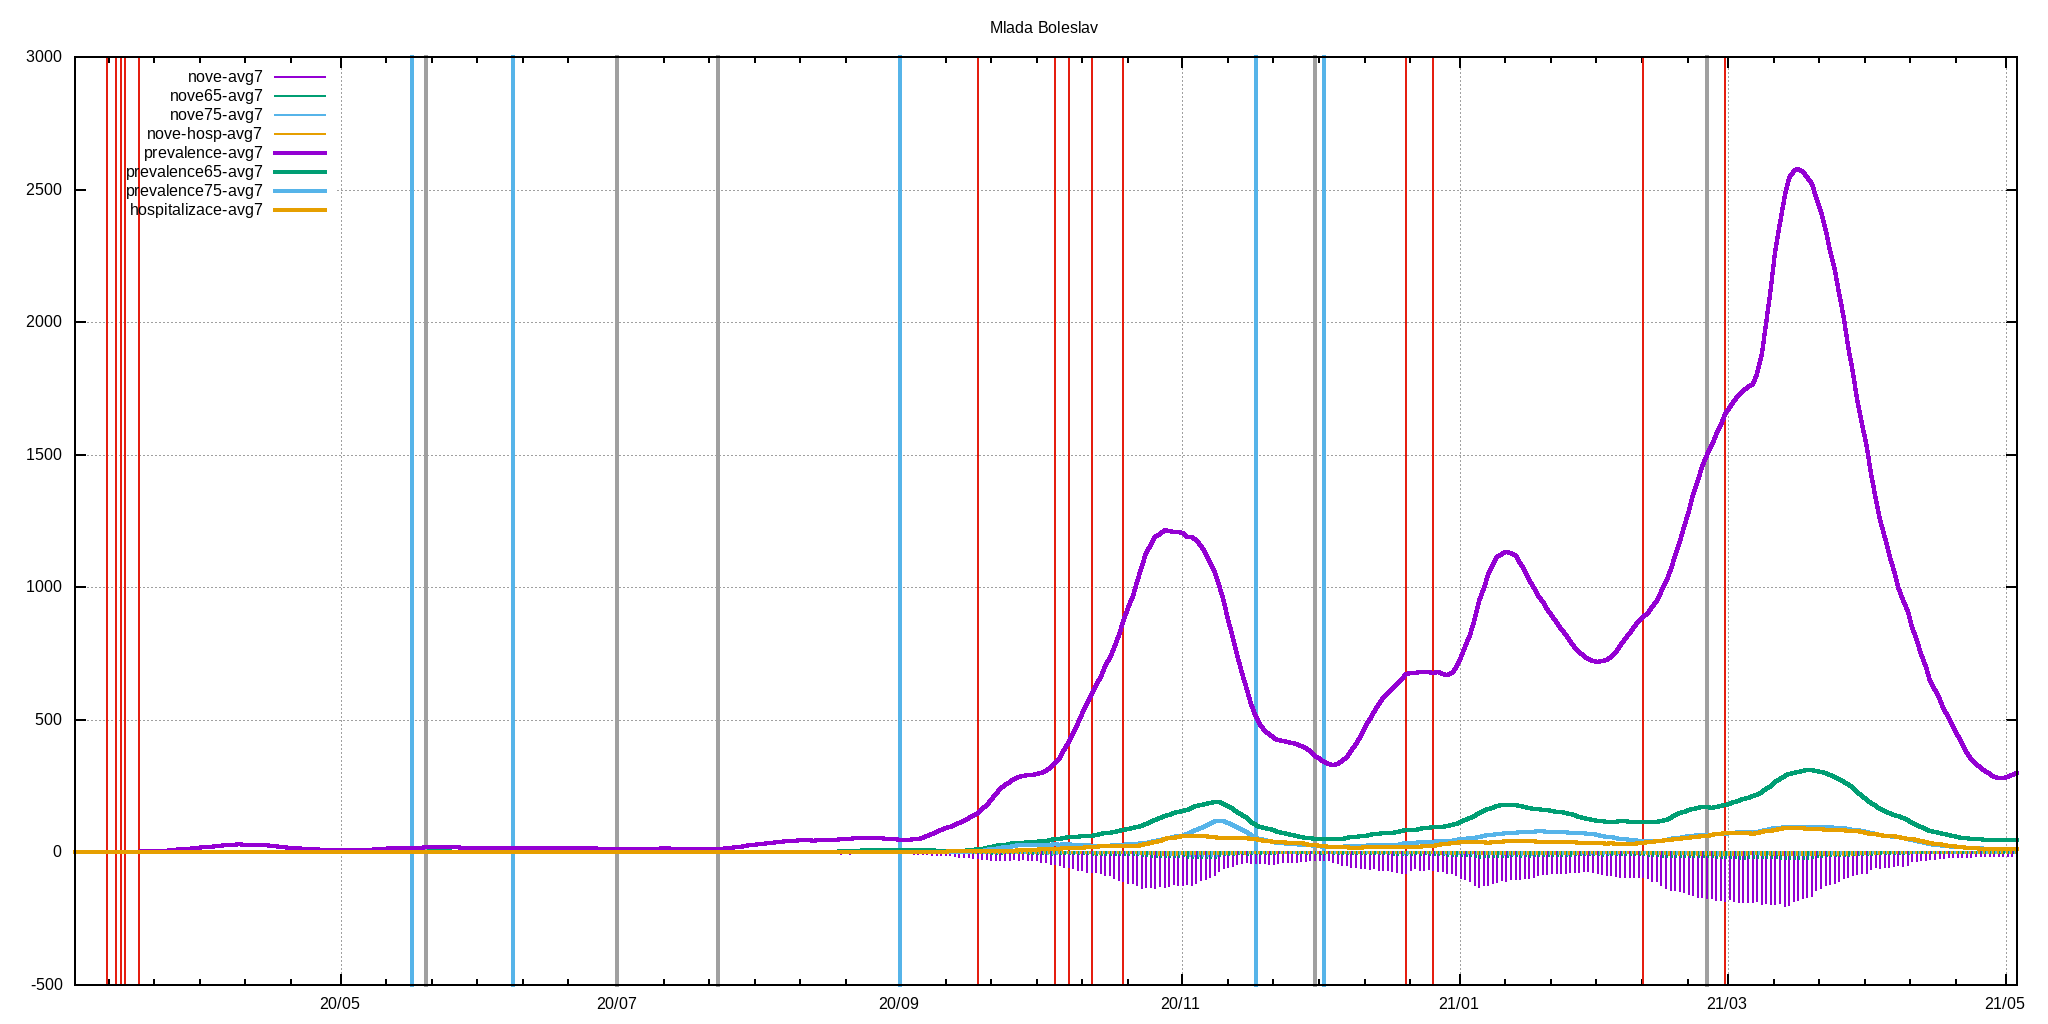 Mlada Boleslav
3000
2500
2000
1500
1000
500
0
-500
nove-avg7
nove65-avg7
nove75-avg7
nove-hosp-avg7
prevalence-avg7
prevalence65-avg7
prevalence75-avg7
hospitalizace-avg7
20/05
20/07
20/09
20/11
21/01
21/03
21/05